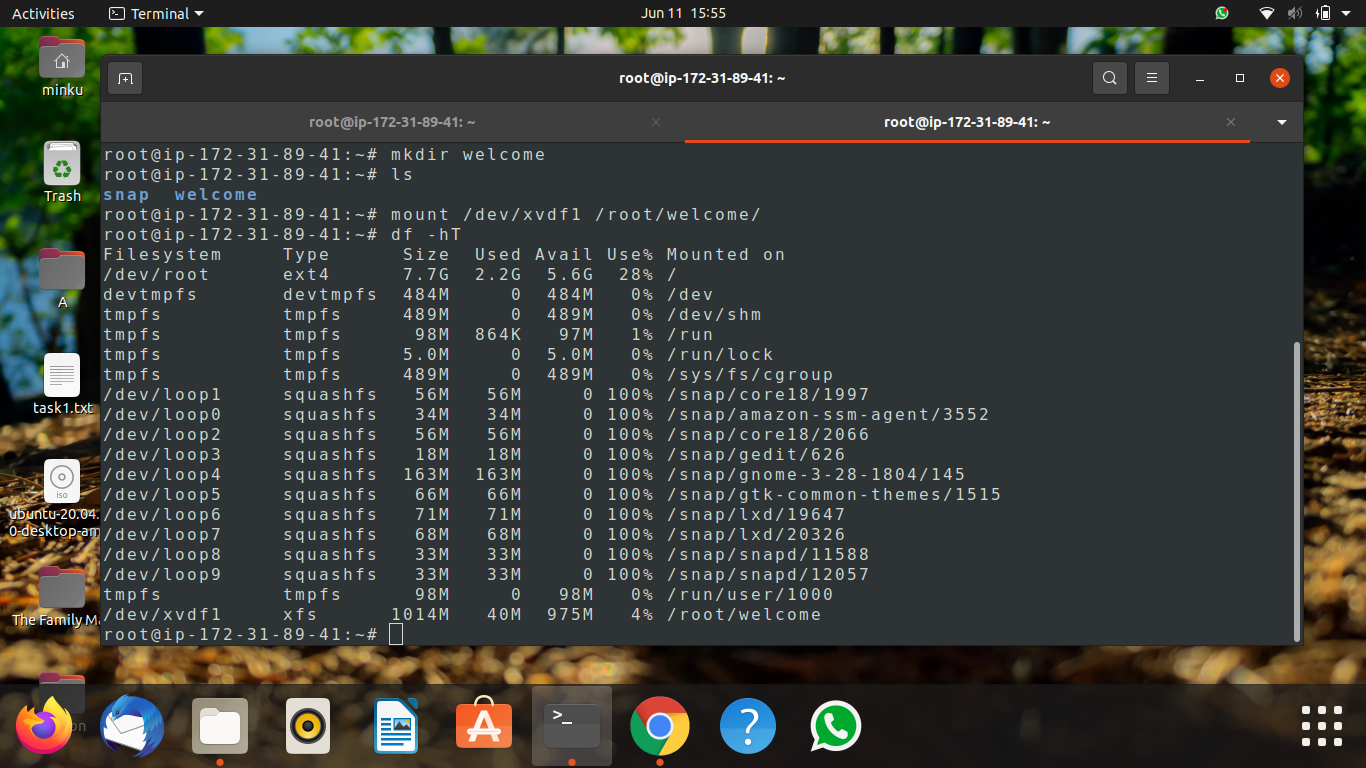 Activities
Terminal
Jun 11 15:55
minku
Trash
A
task1.txt
iso
ubuntu-20.04.
0-desktop-am
The Family Ma
on
root@ip-172-31-89-41: ~
root@ip-172-31-89-41: ~
root@ip-172-31-89-41: ~
root@ip-172-31-89-41:~# mkdir welcome
root@ip-172-31-89-41:~# ls
snap  welcome
root@ip-172-31-89-41:~# mount /dev/xvdf1 /root/welcome/
root@ip-172-31-89-41:~# df -hT
Filesystem     Type      Size  Used Avail Use% Mounted on
/dev/root      ext4      7.7G  2.2G  5.6G  28% /
devtmpfs       devtmpfs  484M     0  484M   0% /dev
tmpfs          tmpfs     489M     0  489M   0% /dev/shm
tmpfs          tmpfs      98M  864K   97M   1% /run
tmpfs          tmpfs     5.0M     0  5.0M   0% /run/lock
tmpfs          tmpfs     489M     0  489M   0% /sys/fs/cgroup
/dev/loop1     squashfs   56M   56M     0 100% /snap/core18/1997
/dev/loop0     squashfs   34M   34M     0 100% /snap/amazon-ssm-agent/3552
/dev/loop2     squashfs   56M   56M     0 100% /snap/core18/2066
/dev/loop3     squashfs   18M   18M     0 100% /snap/gedit/626
/dev/loop4     squashfs  163M  163M     0 100% /snap/gnome-3-28-1804/145
/dev/loop5     squashfs   66M   66M     0 100% /snap/gtk-common-themes/1515
/dev/loop6     squashfs   71M   71M     0 100% /snap/lxd/19647
/dev/loop7     squashfs   68M   68M     0 100% /snap/lxd/20326
/dev/loop8     squashfs   33M   33M     0 100% /snap/snapd/11588
/dev/loop9     squashfs   33M   33M     0 100% /snap/snapd/12057
tmpfs          tmpfs      98M     0   98M   0% /run/user/1000
/dev/xvdf1     xfs      1014M   40M  975M   4% /root/welcome
root@ip-172-31-89-41:~#